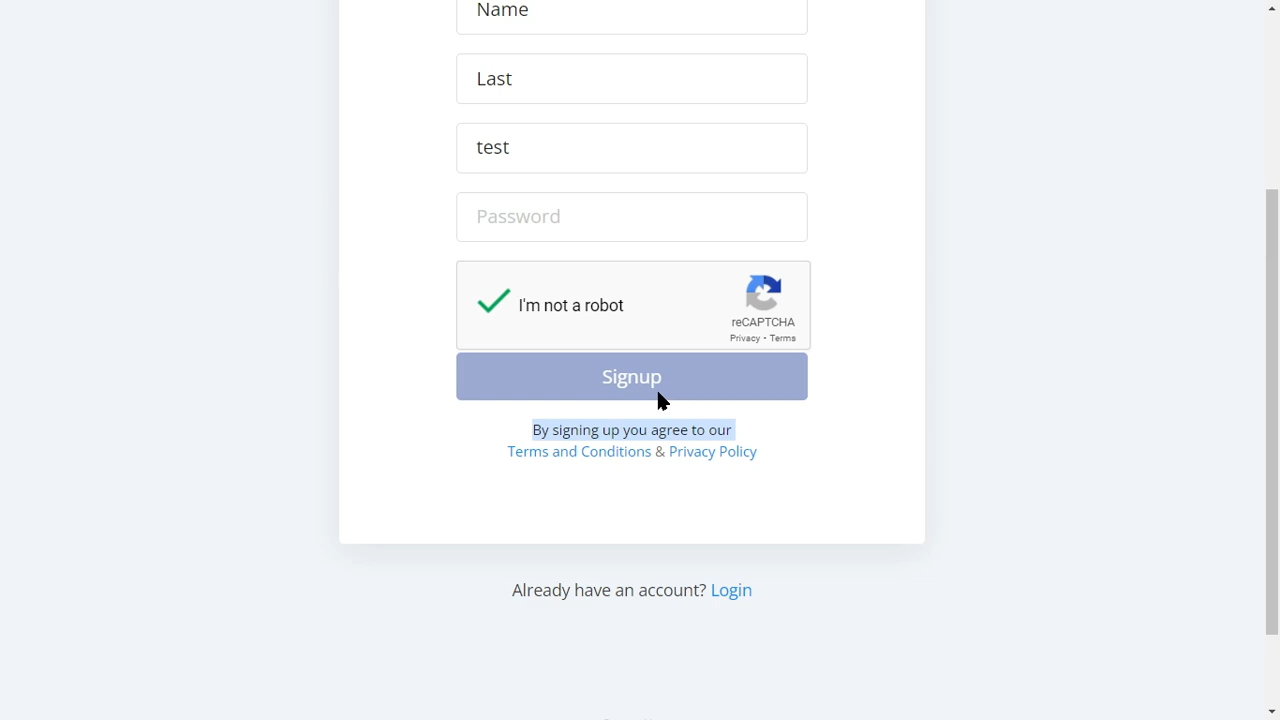 Name
Last
test
Password
I'm not a robot
reCAPTCHA
Privacy - Terms
Signup
By signing up you agree to our
Terms and Conditions & Privacy Policy
Already have an account? Login